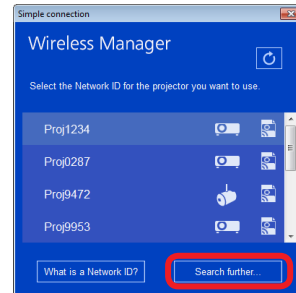 Simple connection
Wireless Manager
Select the Network ID for the projector you want to use.
Proj1234
Proj0287
Proj9472
Proj9953
What is a Network ID?
Search further...